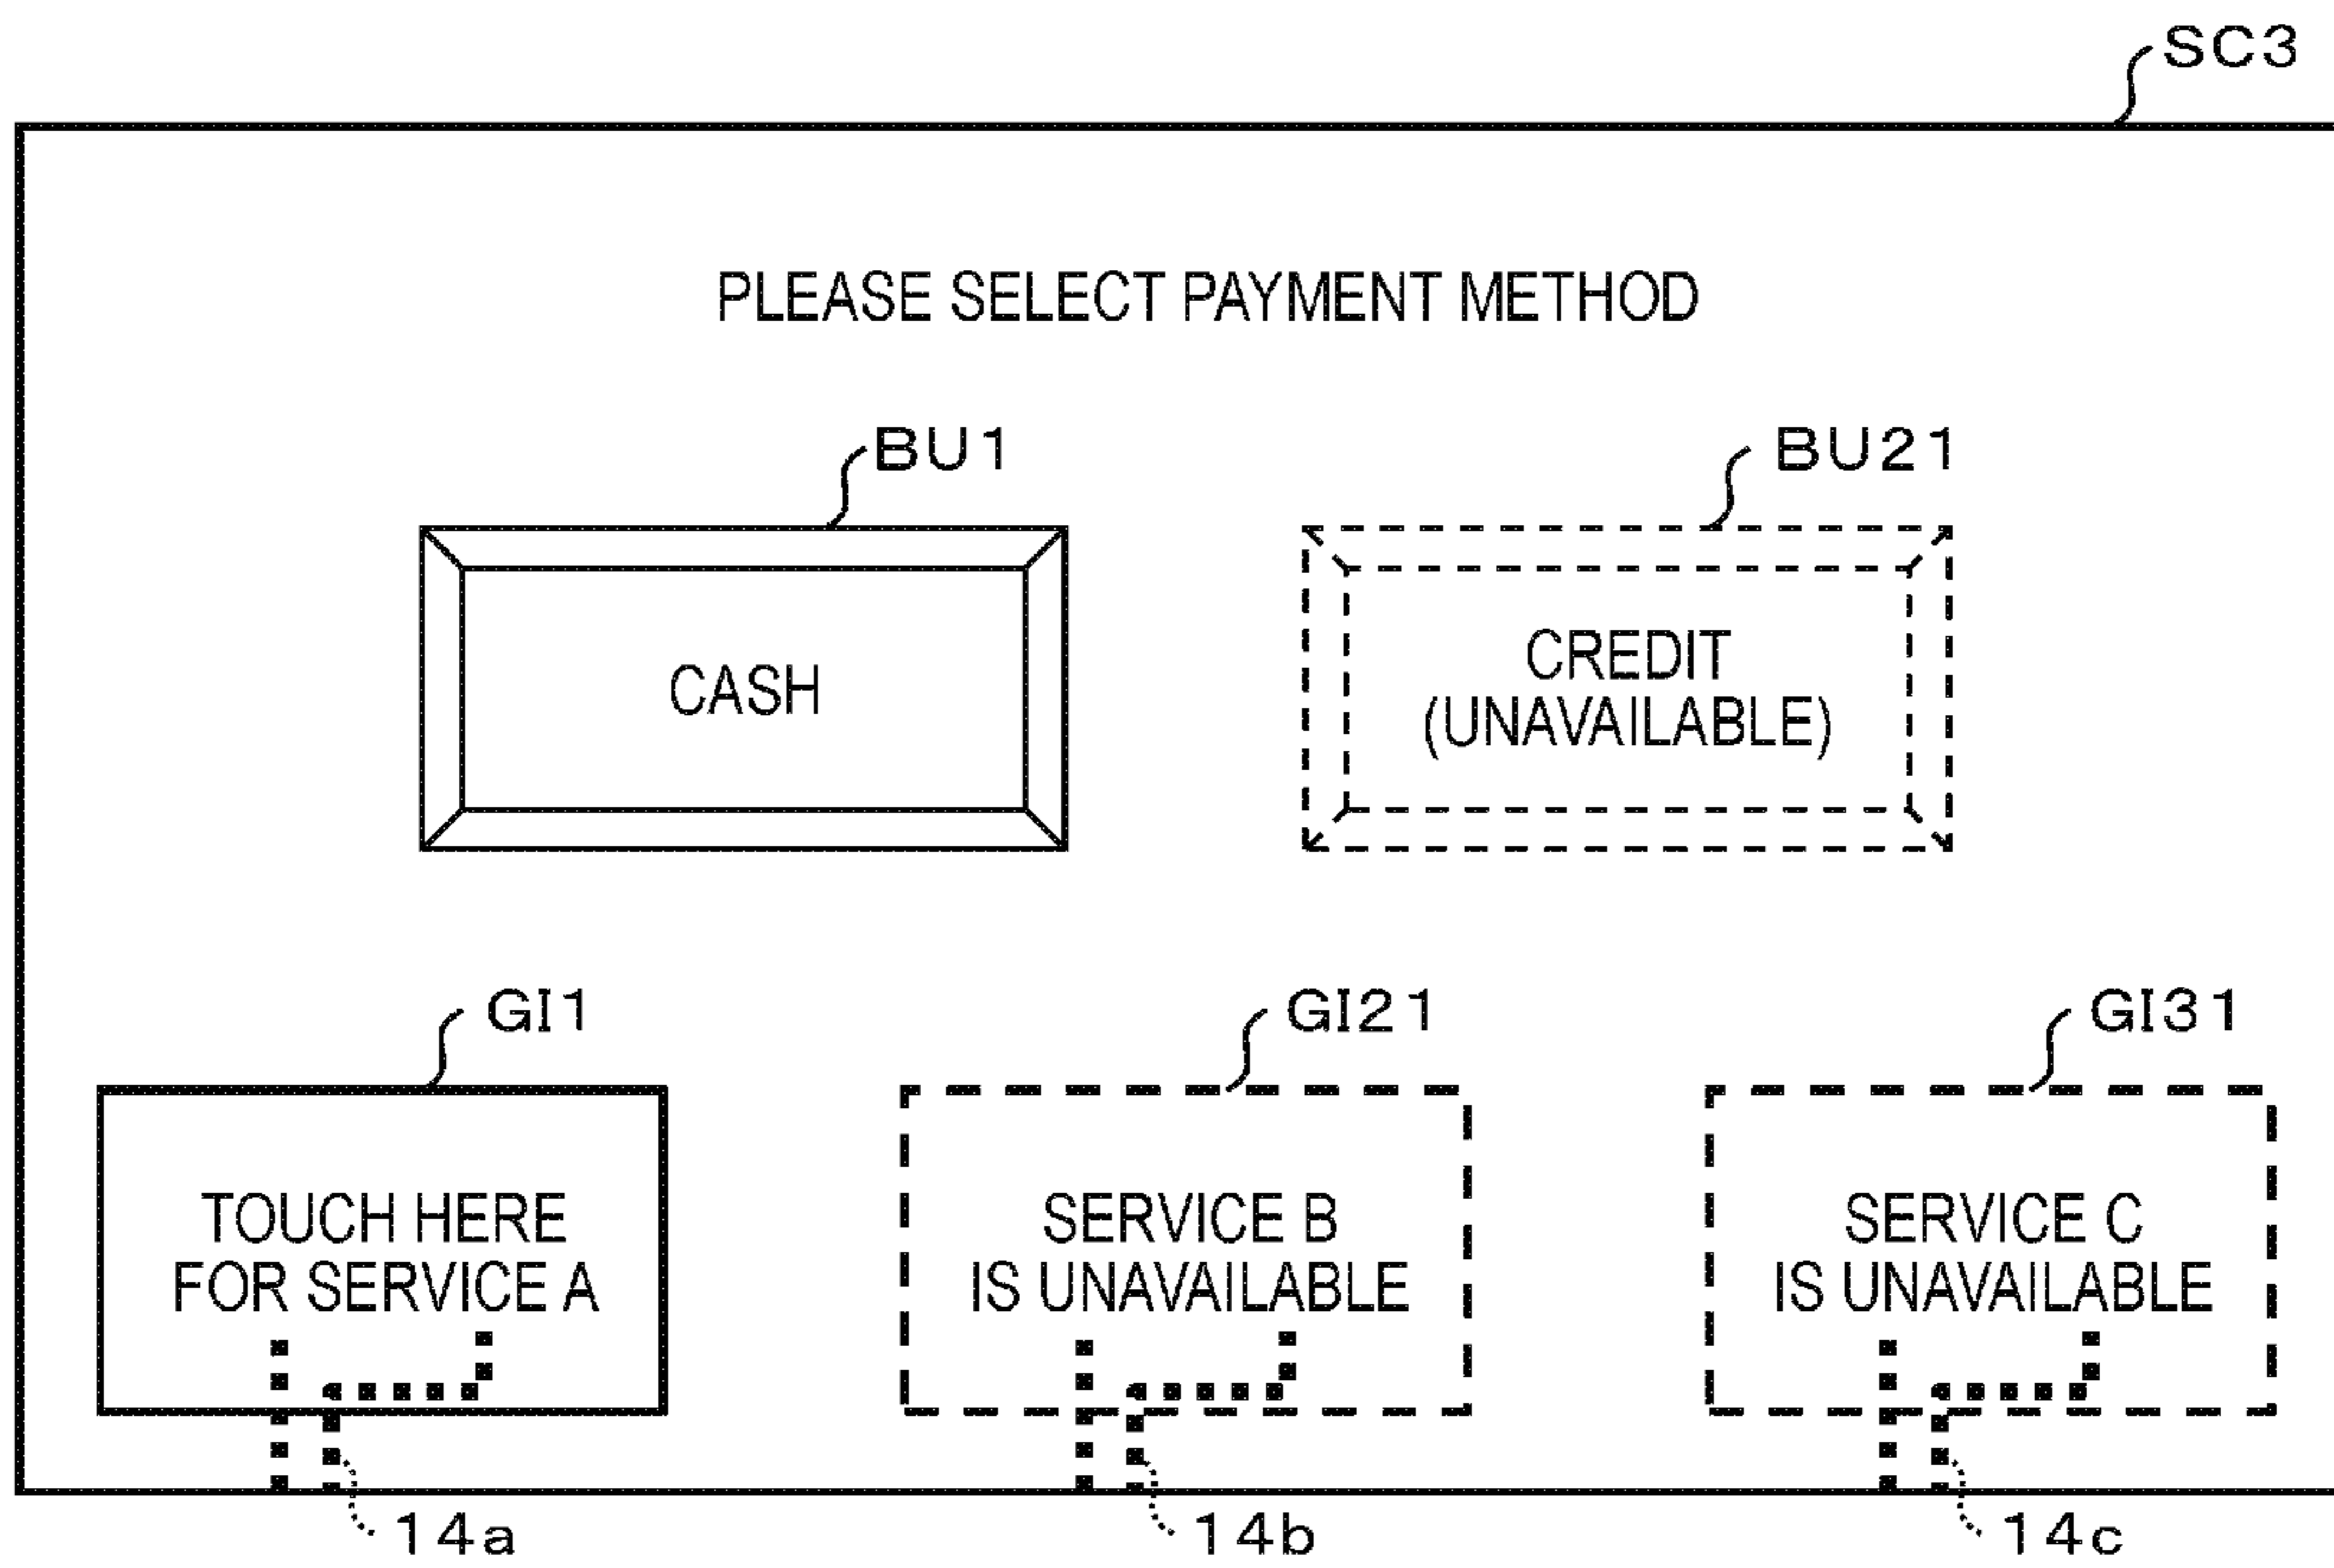 SC3
PLEASE SELECT PAYMENT METHOD
BU1
BU21
CASH
CREDIT
(UNAVAILABLE)
GI1
GI21
GI31
TOUCH HERE
FOR SERVICE A
SERVICE B
IS UNAVAILABLE
SERVICE C
IS UNAVAILABLE
14a
14b
14c